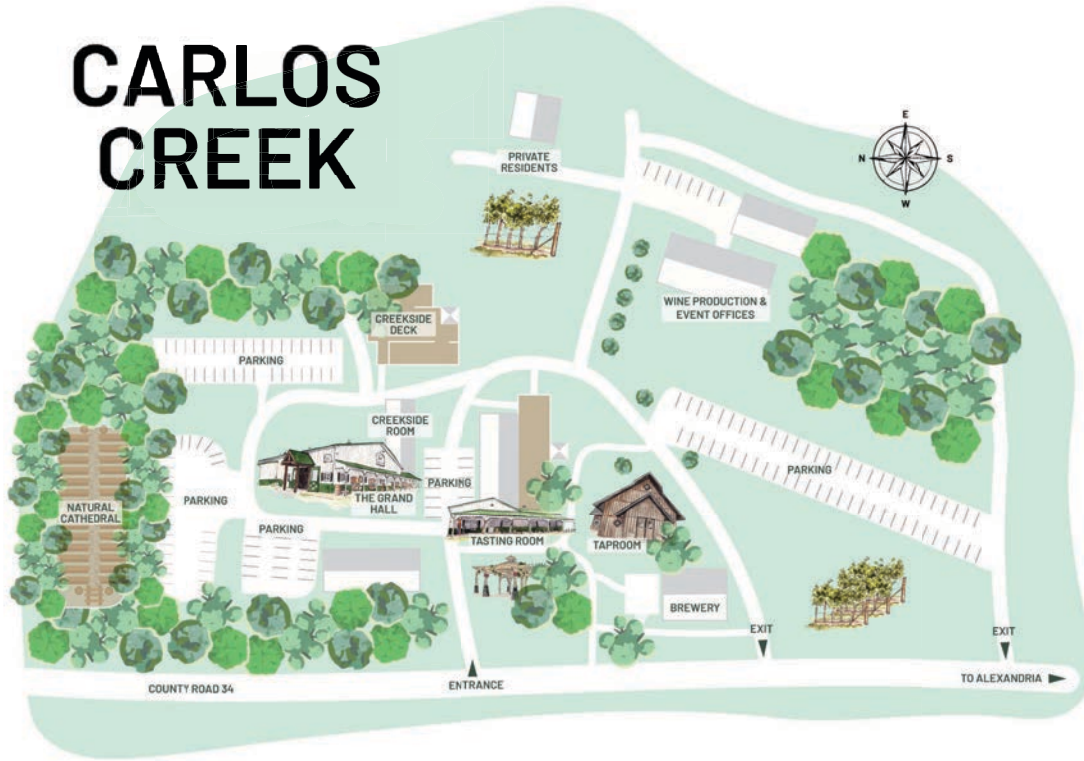 CARLOS
CREEK
E
N
S
W
PRIVATE
RESIDENTS
WINE PRODUCTION &
EVENT OFFICES
CREEKSIDE
DECK
PARKING
CREEKSIDE
ROOM
THE GRAND
HALL
PARKING
PARKING
PARKING
PARKING
NATURAL
CATHEDRAL
TASTING ROOM
TAPROOM
BREWERY
EXIT
EXIT
COUNTY ROAD 34
ENTRANCE
TO ALEXANDRIA